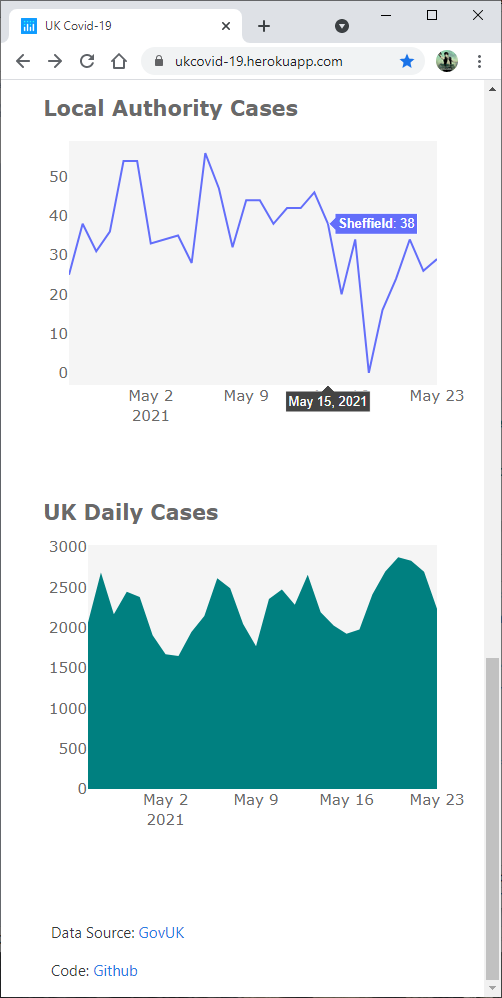 UK Covid-19
ukcovid-19.herokuapp.com
Local Authority Cases
50
40
30
20
10
0
Sheffield: 38
May 2
2021
May 9
May 23
May 15, 2021
UK Daily Cases
3000
2500
2000
1500
1000
500
0
May 2
2021
May 9
May 16
May 23
Data Source: GovUK
Code: Github